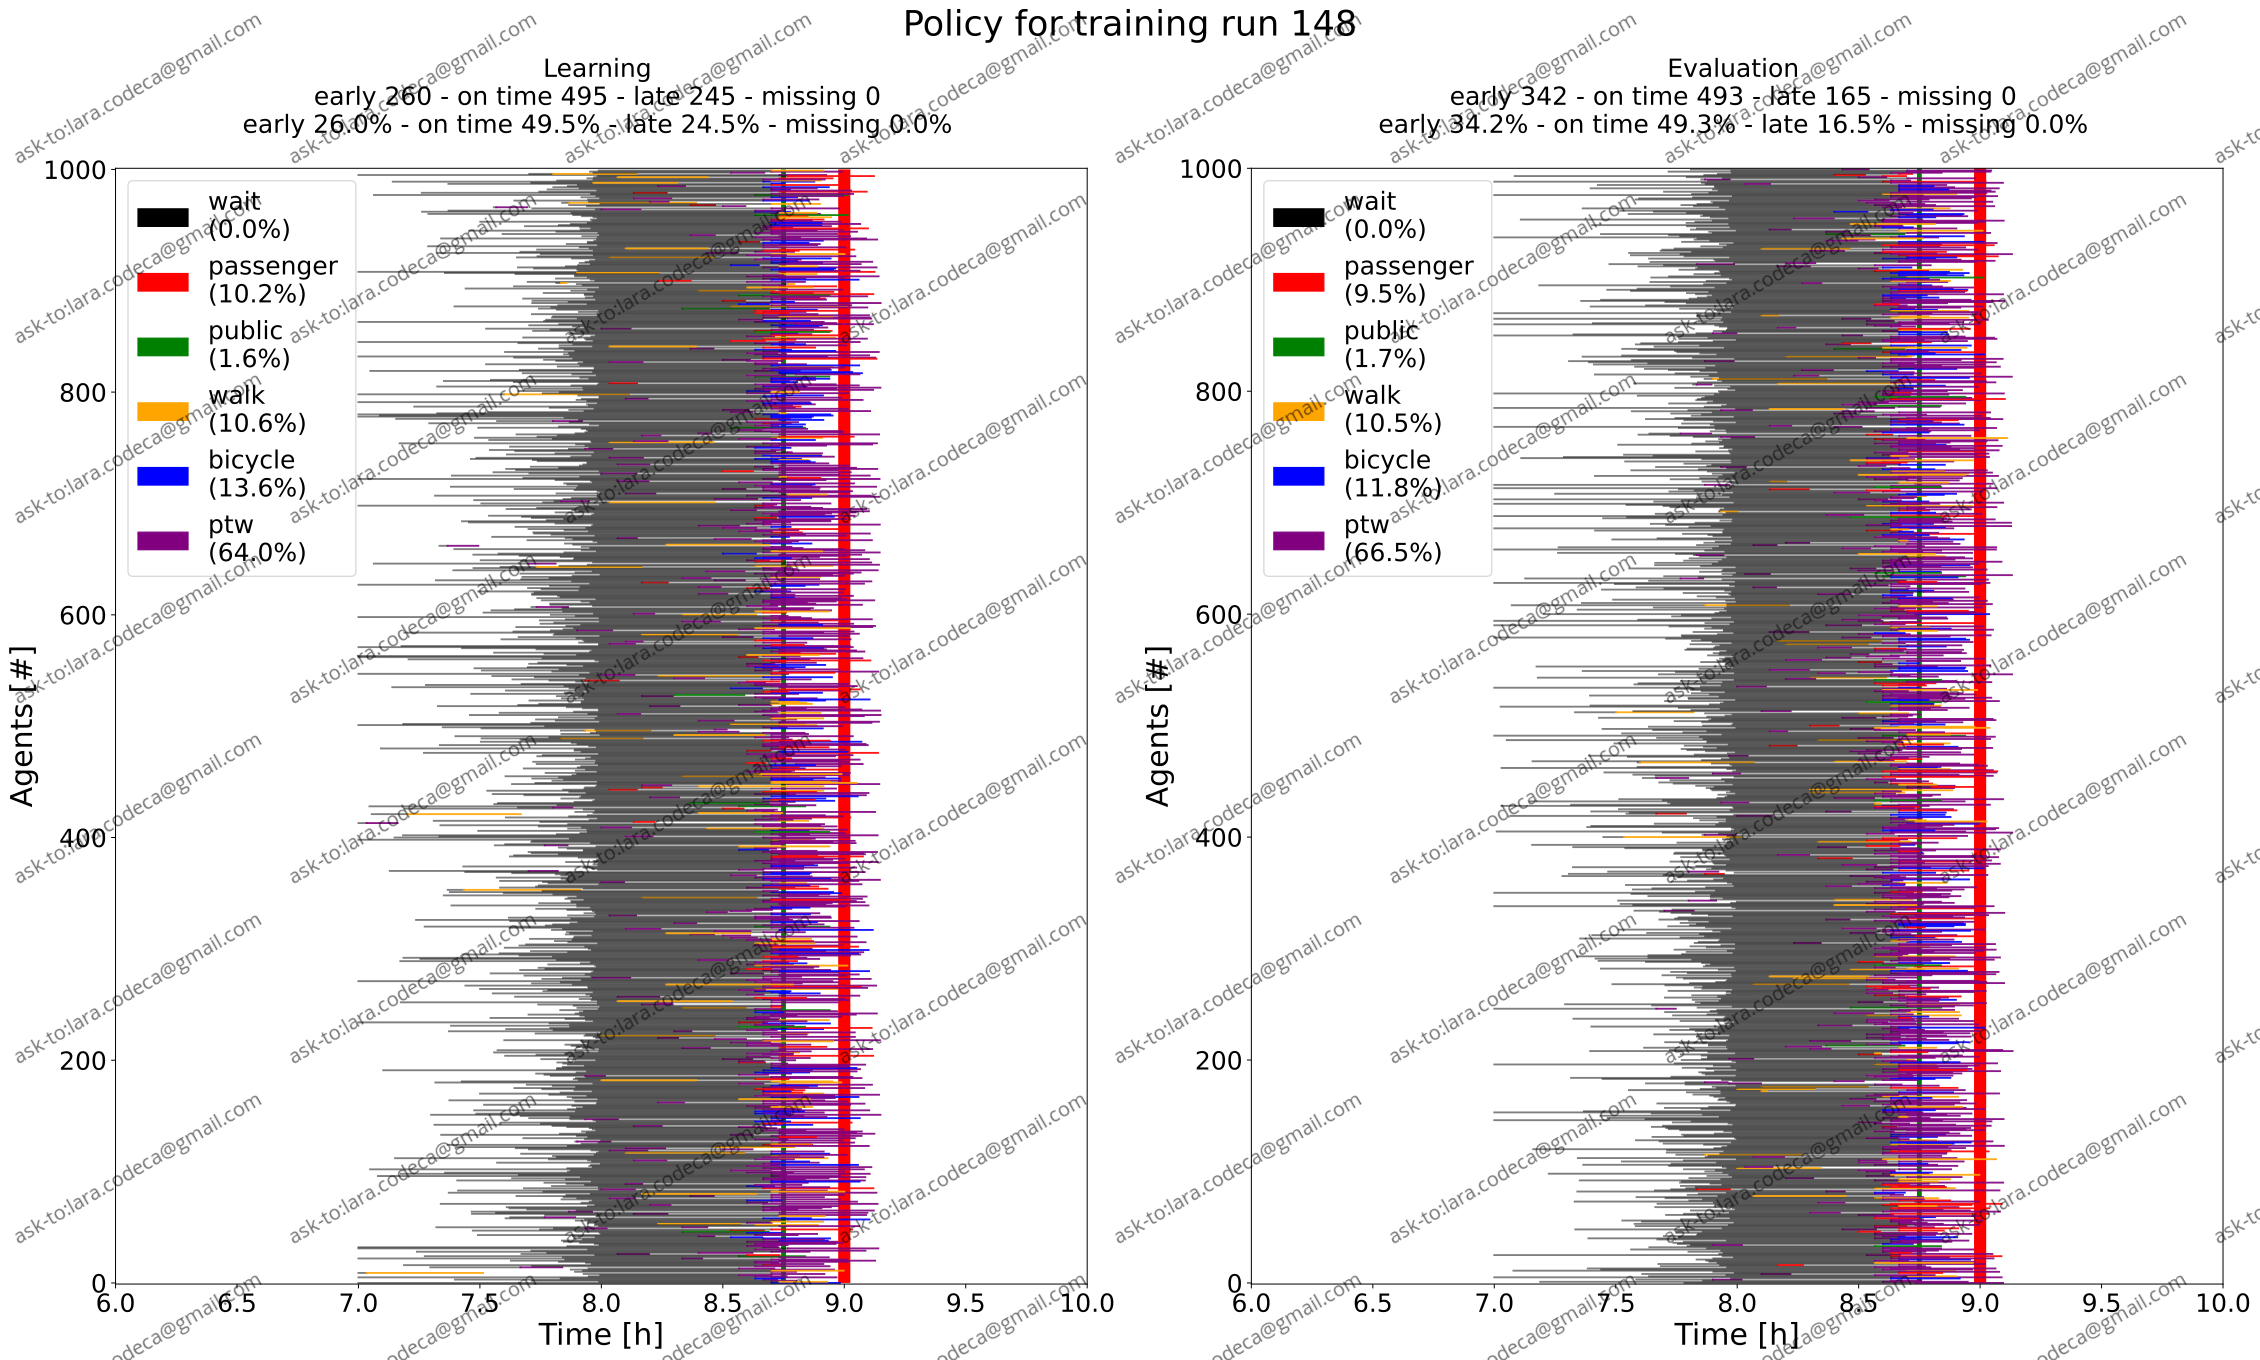 Policy for training run 148
Learning
early 260 - on time 495 - late 245 - missing 0
early 26.0% - on time 49.5% - late 24.5% - missing 0.0%
1000
800
600
400
200
0
Agents [#]
wait
(0.0%)
passenger
(10.2%)
public
(1.6%)
walk
(10.6%)
bicycle
(13.6%)
ptw
(64.0%)
6.0 6.5 7.0 7.5 8.0 8.5 9.0 9.5 10.0
Time [h]
Evaluation
early 342 - on time 493 - late 165 - missing 0
early 34.2% - on time 49.3% - late 16.5% - missing 0.0%
1000
800
600
400
200
0
Agents [#]
wait
(0.0%)
passenger
(9.5%)
public
(1.7%)
walk
(10.5%)
bicycle
(11.8%)
ptw
(66.5%)
6.0 6.5 7.0 7.5 8.0 8.5 9.0 9.5 10.0
Time [h]
ask-to:lara.codeca@gmail.com